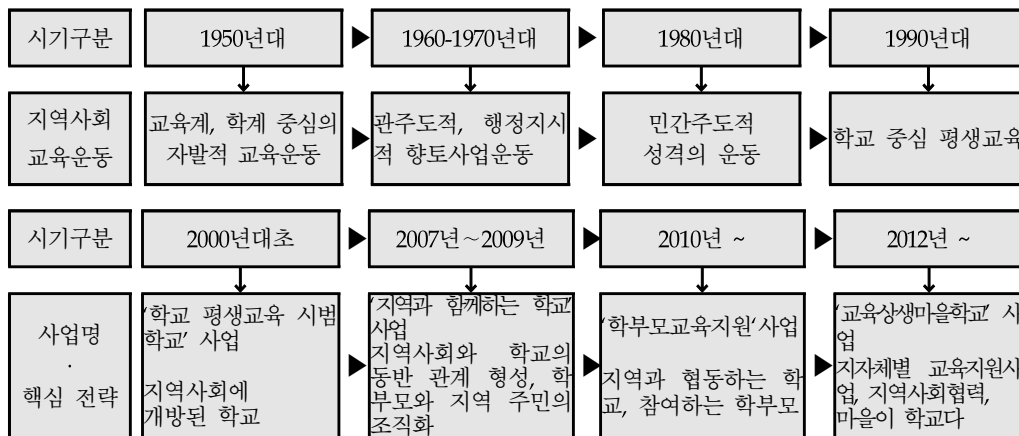 시기구분
1950년대
1960-1970년대
1980년대
1990년대
지역사회
교육운동
교육계, 학계 중심의
자발적 교육운동
관주도적, 행정지시
적 향토사업운동
민간주도적
성격의 운동
학교 중심 평생교육
시기구분
2000년대초
2007년~2009년
2010년 ~
2012년 ~
사업명
·
핵심 전략
'학교 평생교육 시범
학교' 사업
지역사회에
개방된 학교
'지역과 함께하는 학교'
사업
지역사회와 학교의
동반 관계 형성, 학
부모와 지역 주민의
조직화
'학부모교육지원'사업
지역과 협동하는 학
교, 참여하는 학부모
'교육상생마을학교' 사
업
지자체별 교육지원사
업, 지역사회협력,
마을이 학교다